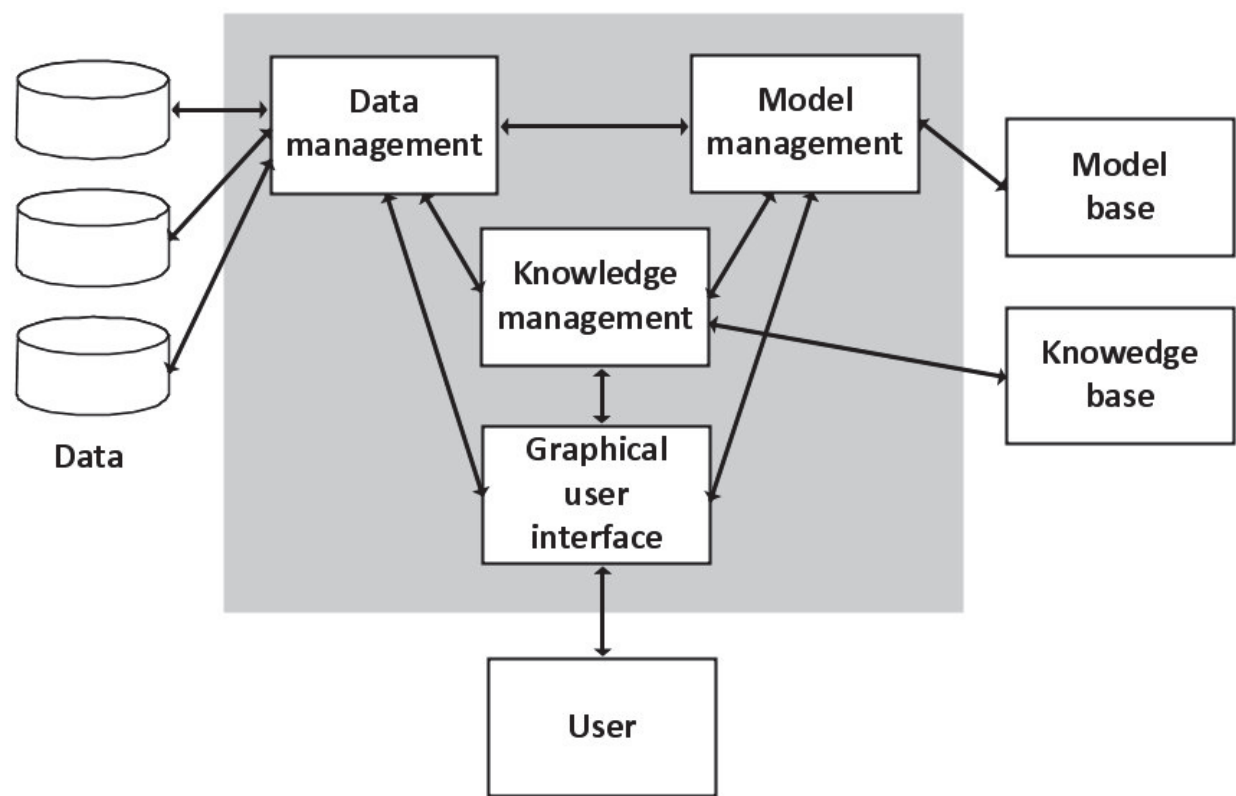 Data
management
Model
management
Model
base
Knowledge
management
Knowedge
base
Data
Graphical
user
interface
User